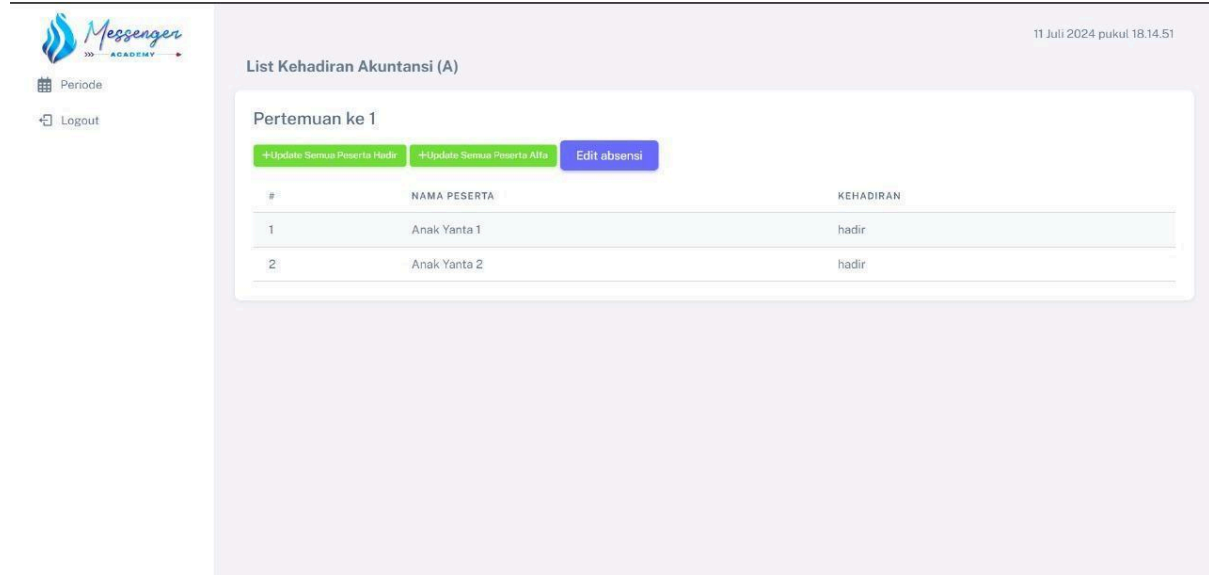 Messenger
ACADEMY
11 Juli 2024 pukul 18.14.51
Periode
Logout
List Kehadiran Akuntansi (A)
Pertemuan ke 1
+Update Semua Peserta Hadir +Update Semua Peserta Alfa Edit absensi
# NAMA PESERTA KEHADIRAN
1 Anak Yanta 1 hadir
2 Anak Yanta 2 hadir